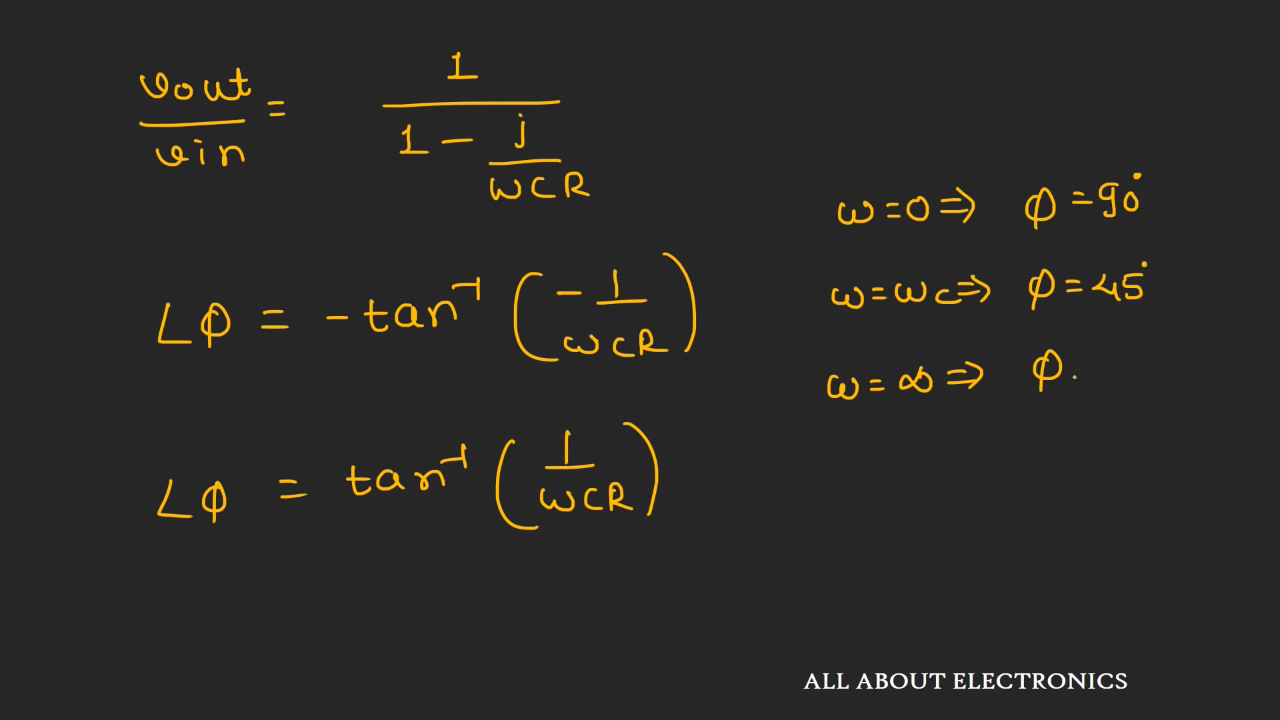 vout/vin = 1/(1 - j/ωCR)
∠φ = -tan⁻¹(-1/ωCR)
∠φ = tan⁻¹(1/ωCR)
ω=0⇒ φ=90°
ω=ωc⇒ φ=45°
ω=∞⇒ φ
ALL ABOUT ELECTRONICS